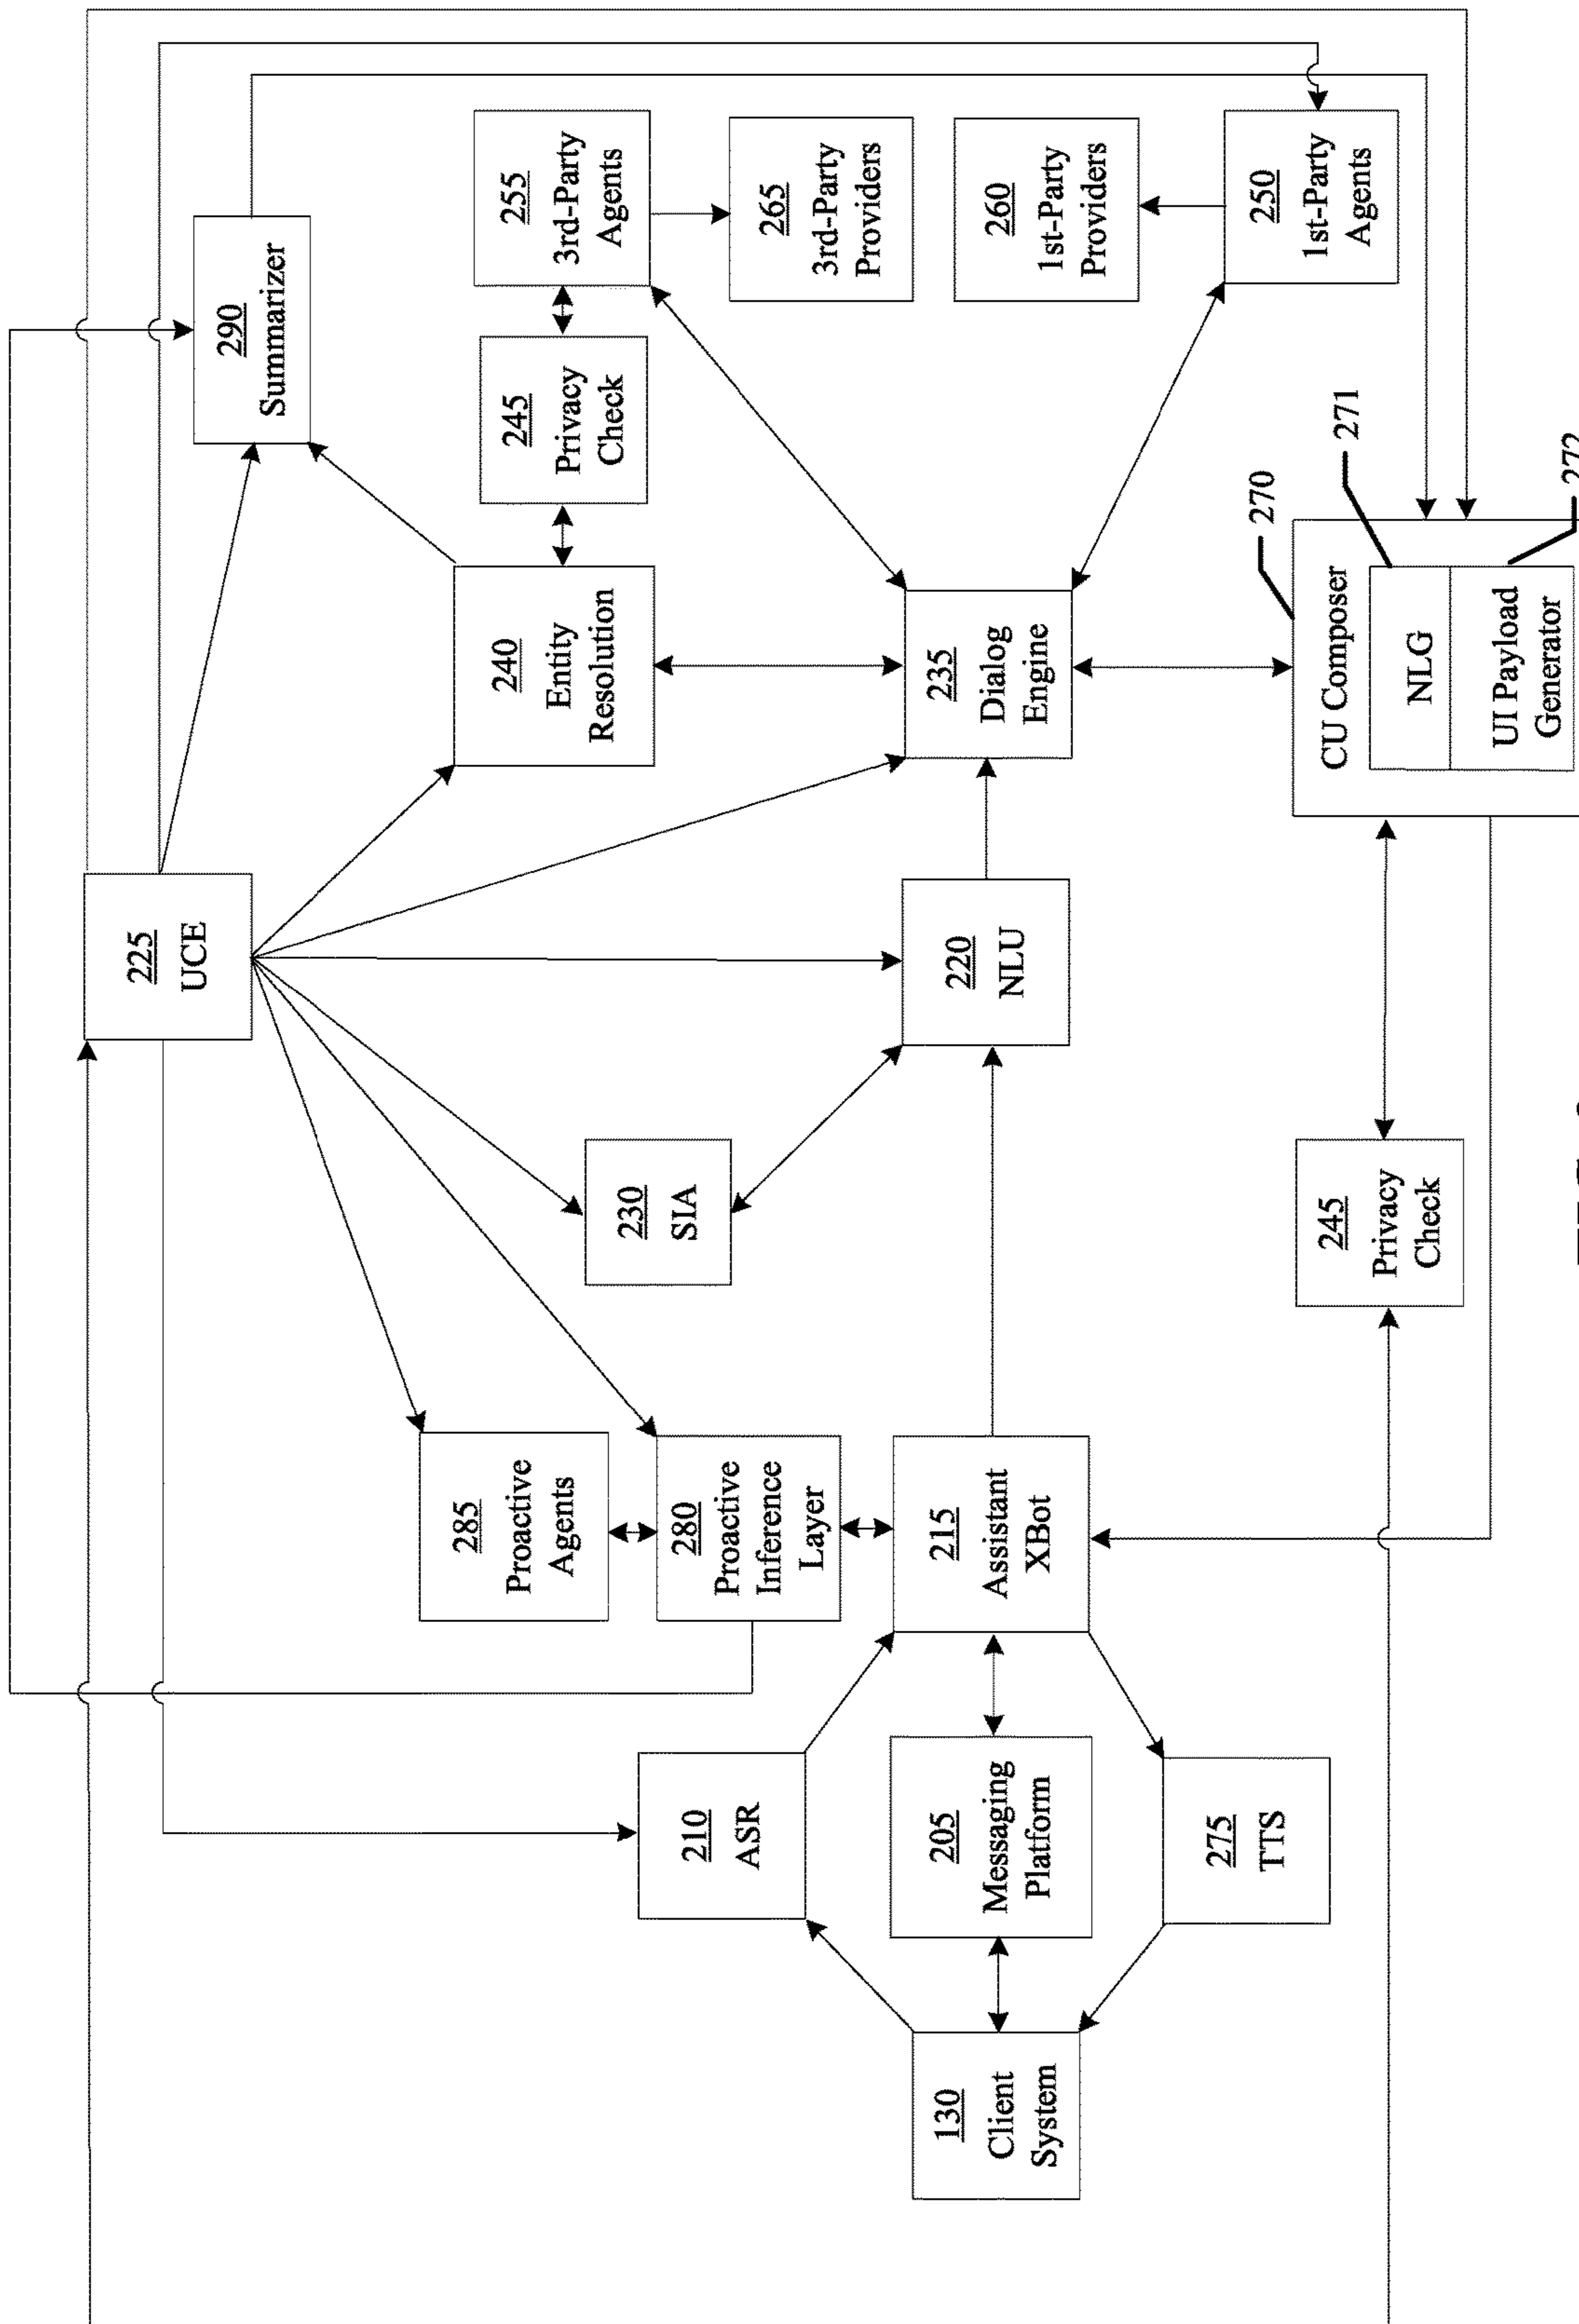 225
UCE
290
Summarizer
285
Proactive
Agents
240
Entity
Resolution
245
Privacy
Check
255
3rd-Party
Agents
230
SIA
210
ASR
280
Proactive
Inference
Layer
265
3rd-Party
Providers
130
Client
System
205
Messaging
Platform
215
Assistant
XBot
220
NLU
235
Dialog
Engine
260
1st-Party
Providers
275
TTS
250
1st-Party
Agents
245
Privacy
Check
270
CU Composer
271
NLG
UI Payload
Generator
272